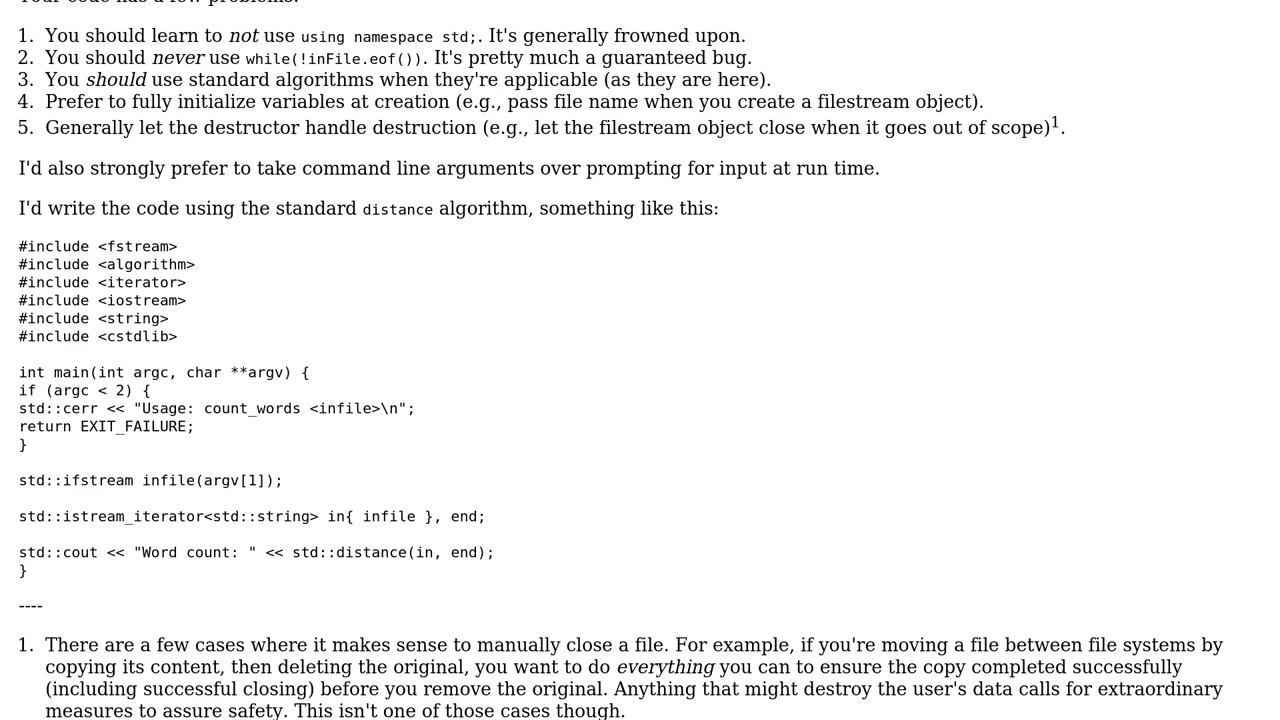 Your code has a few problems.
1. You should learn to not use using namespace std;. It's generally frowned upon.
2. You should never use while(!inFile.eof()). It's pretty much a guaranteed bug.
3. You should use standard algorithms when they're applicable (as they are here).
4. Prefer to fully initialize variables at creation (e.g., pass file name when you create a filestream object).
5. Generally let the destructor handle destruction (e.g., let the filestream object close when it goes out of scope)1.
I'd also strongly prefer to take command line arguments over prompting for input at run time.
I'd write the code using the standard distance algorithm, something like this:
#include <fstream>
#include <algorithm>
#include <iterator>
#include <iostream>
#include <string>
#include <cstdlib>
int main(int argc, char **argv) {
if (argc < 2) {
std::cerr << "Usage: count_words <infile>\n";
return EXIT_FAILURE;
}
std::ifstream infile(argv[1]);
std::istream_iterator<std::string> in{ infile }, end;
std::cout << "Word count: " << std::distance(in, end);
}
----
1. There are a few cases where it makes sense to manually close a file. For example, if you're moving a file between file systems by
copying its content, then deleting the original, you want to do everything you can to ensure the copy completed successfully
(including successful closing) before you remove the original. Anything that might destroy the user's data calls for extraordinary
measures to assure safety. This isn't one of those cases though.